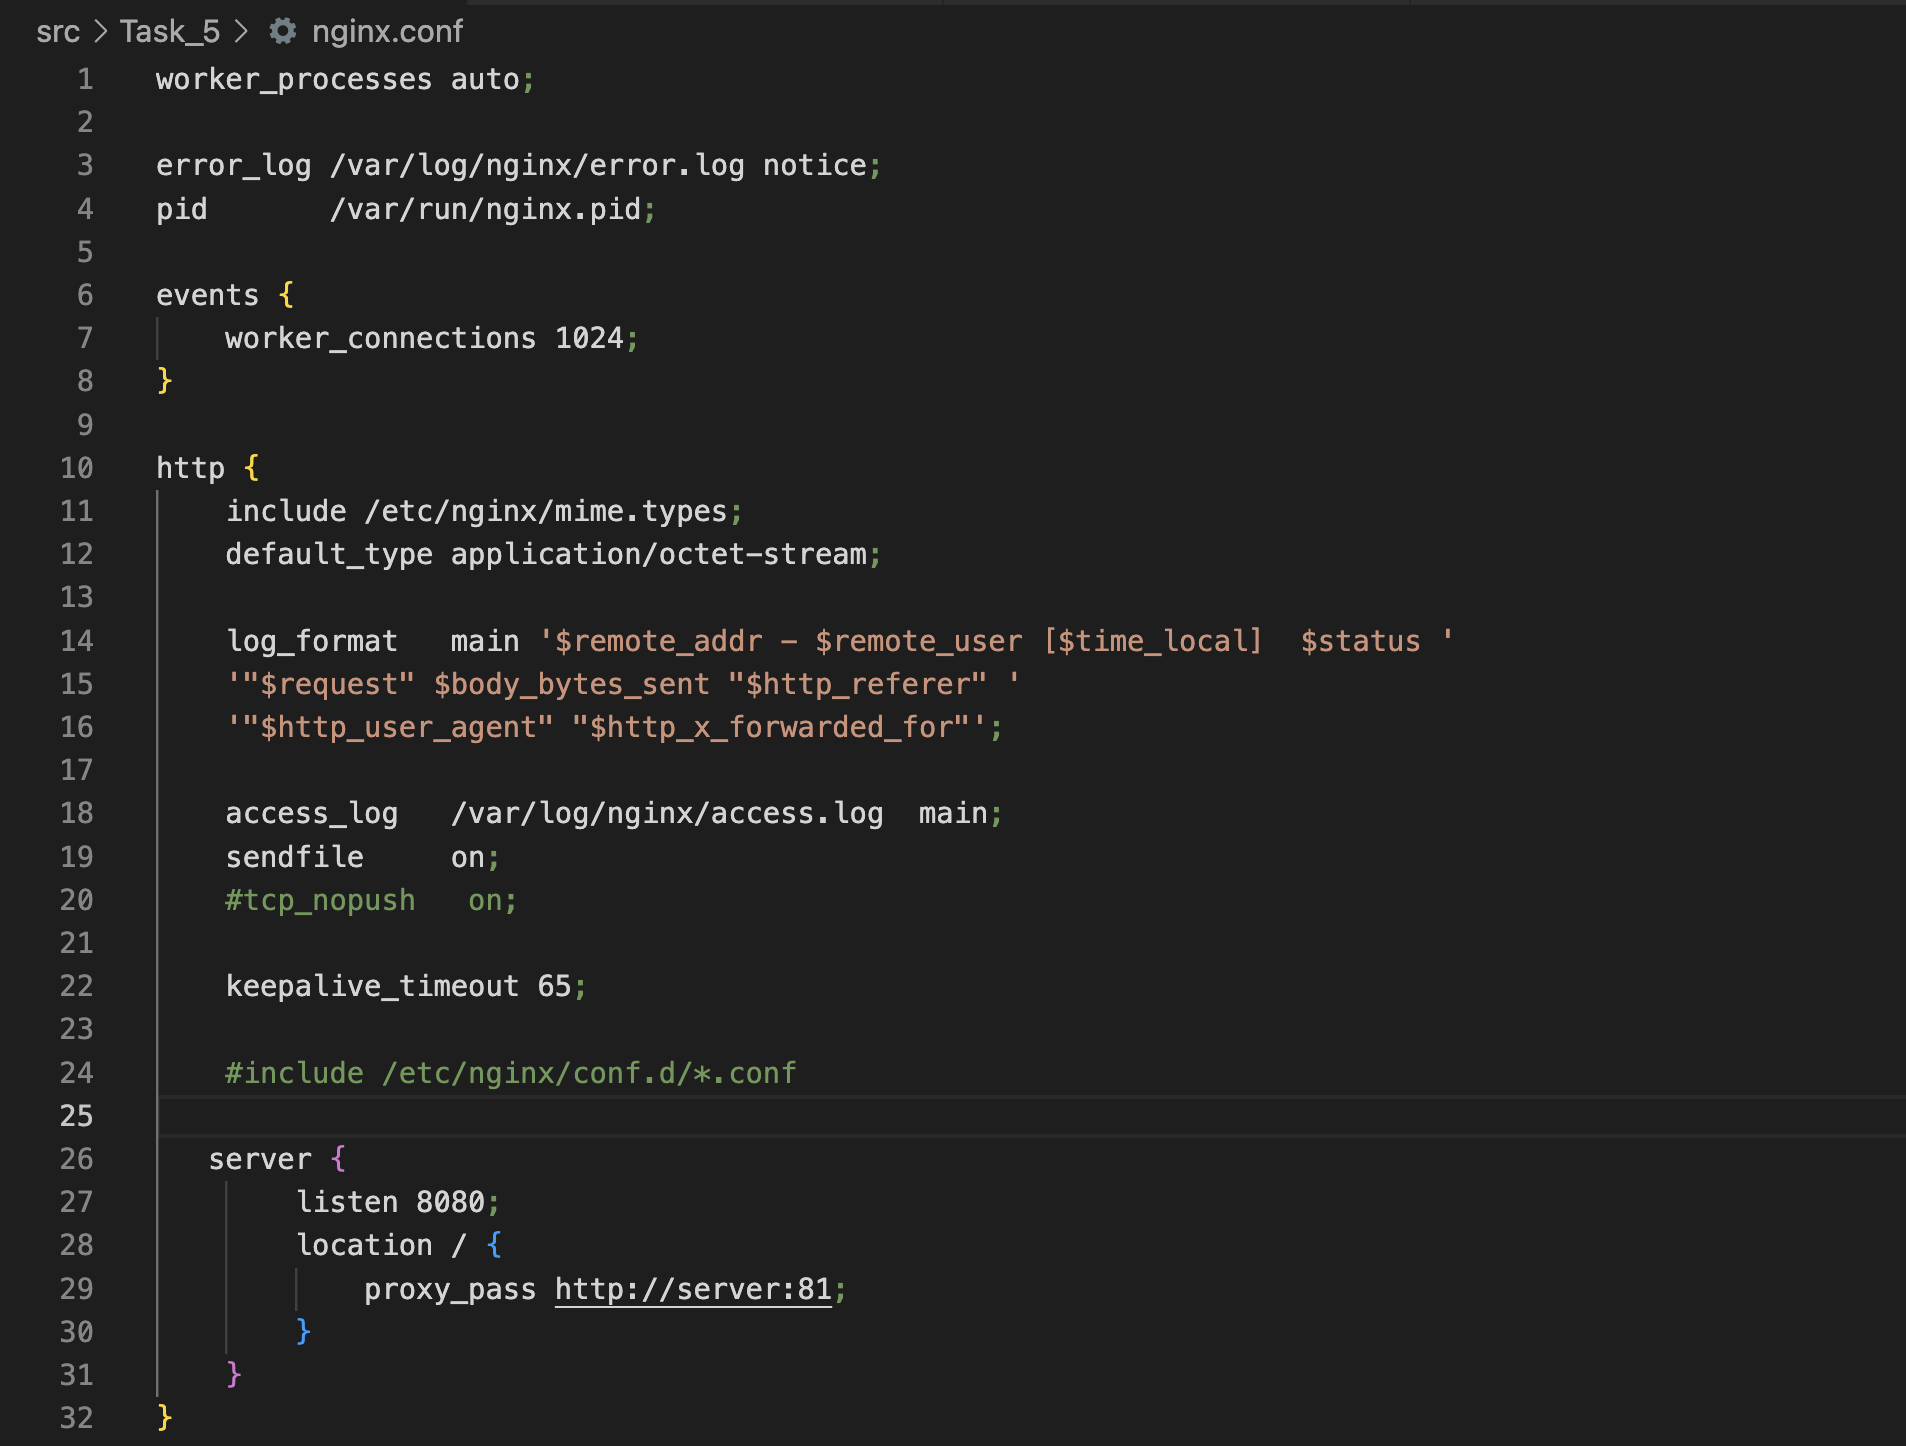 src > Task_5 > nginx.conf
1 worker_processes auto;
2
3 error_log /var/log/nginx/error.log notice;
4 pid       /var/run/nginx.pid;
5
6 events {
7     worker_connections 1024;
8 }
9
10 http {
11     include /etc/nginx/mime.types;
12     default_type application/octet-stream;
13
14     log_format   main '$remote_addr - $remote_user [$time_local]  $status '
15     '"$request" $body_bytes_sent "$http_referer" '
16     '"$http_user_agent" "$http_x_forwarded_for"';
17
18     access_log   /var/log/nginx/access.log  main;
19     sendfile     on;
20     #tcp_nopush   on;
21
22     keepalive_timeout 65;
23
24     #include /etc/nginx/conf.d/*.conf
25
26    server {
27         listen 8080;
28         location / {
29             proxy_pass http://server:81;
30         }
31     }
32 }